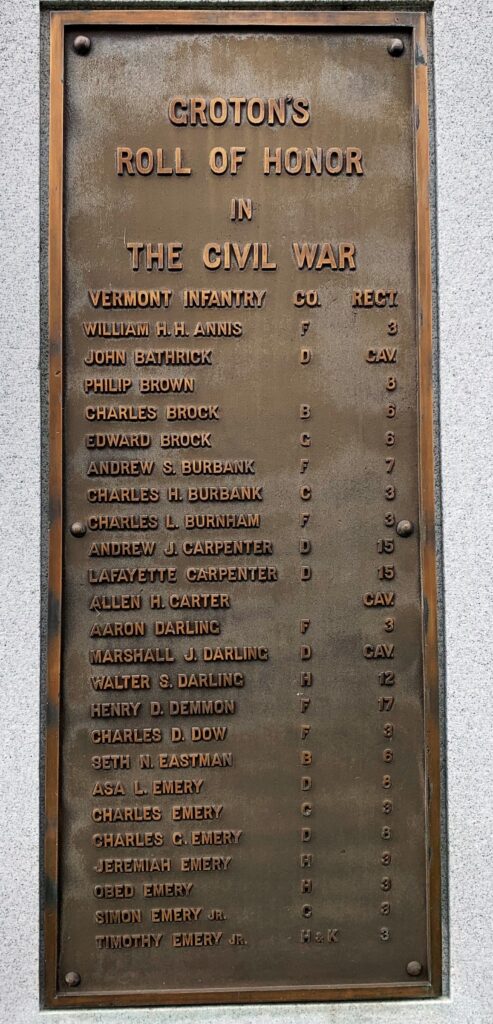 GROTON'S
ROLL OF HONOR
IN
THE CIVIL WAR
VERMONT INFANTRY CO. REGT.
WILLIAM H. H. ANNIS F 3
JOHN BATHRICK D CAV.
PHILIP BROWN 8
CHARLES BROCK B 6
EDWARD BROCK G 6
ANDREW S. BURBANK F 7
CHARLES H. BURBANK C 3
CHARLES L. BURNHAM F 3
ANDREW J. CARPENTER D 15
LAFAYETTE CARPENTER D 15
ALLEN H. CARTER CAV.
AARON DARLING F 3
MARSHALL J. DARLING D CAV.
WALTER S. DARLING H 12
HENRY D. DEMMON F 17
CHARLES D. DOW F 3
SETH N. EASTMAN B 6
ASA L. EMERY D 8
CHARLES EMERY G 3
CHARLES G. EMERY D 8
JEREMIAH EMERY H 3
OBED EMERY H 3
SIMON EMERY JR. G 3
TIMOTHY EMERY JR. H & K 3